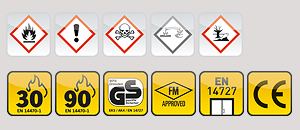 30
EN 14470-1
90
EN 14470-1
GS
FM
APPROVED
EN
14727
CE